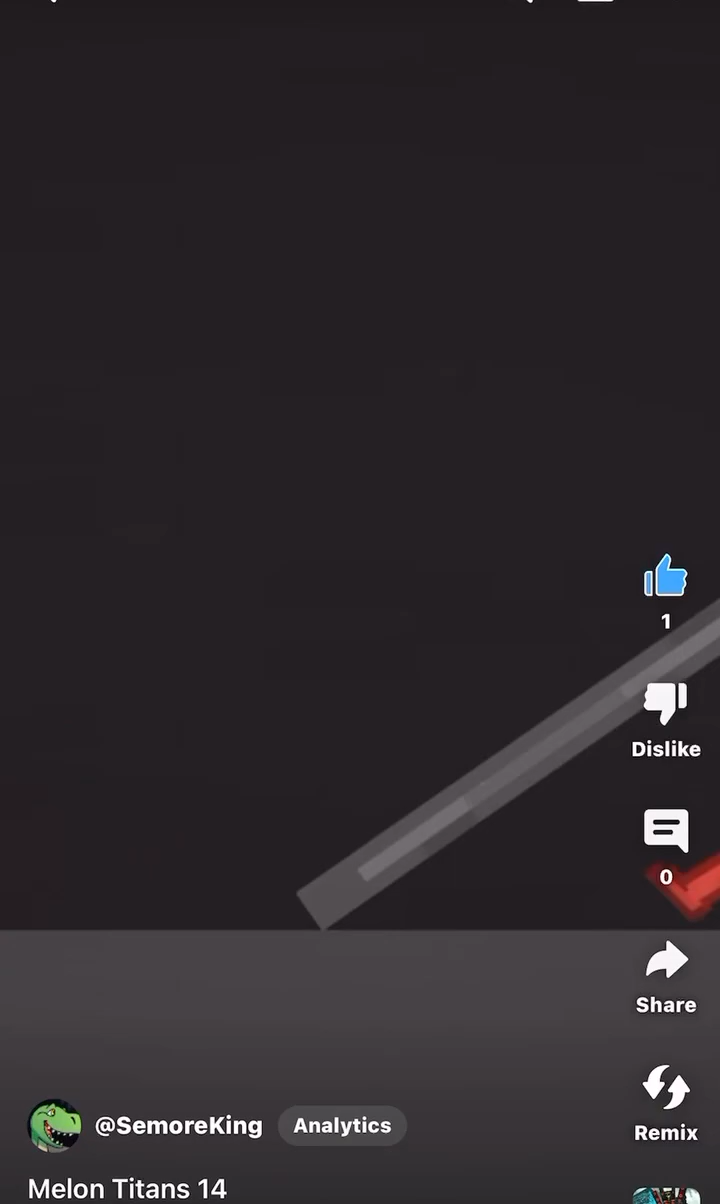 1
Dislike
0
Share
@SemoreKing Analytics
Remix
Melon Titans 14